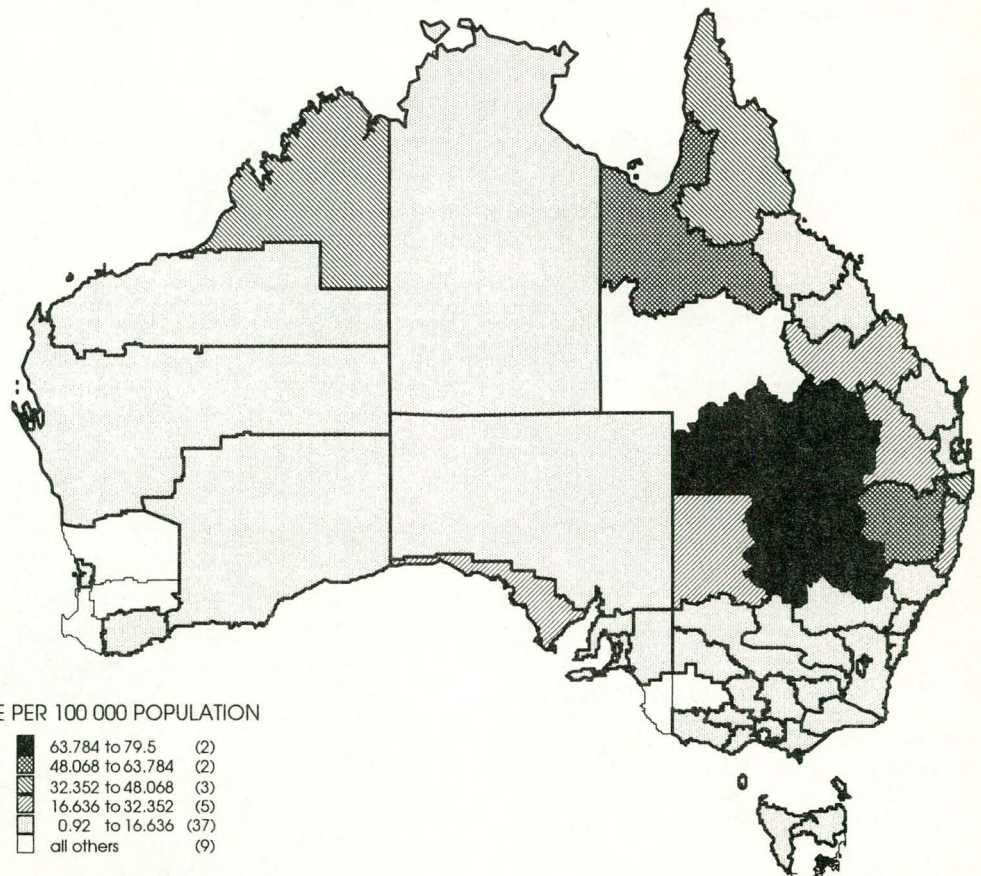 E PER 100 000 POPULATION
63.784 to 79.5 (2)
48.068 to 63.784 (2)
32.352 to 48.068 (3)
16.636 to 32.352 (5)
0.92 to 16.636 (37)
all others (9)